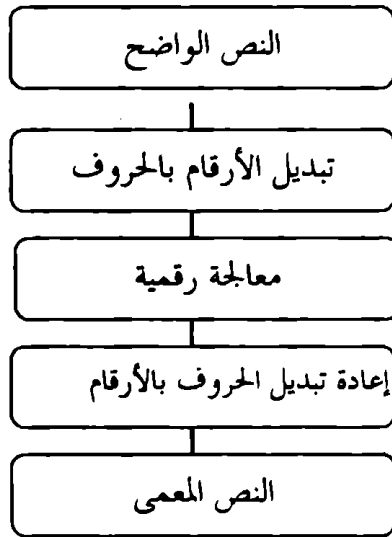 النص الواضح
تبديل الأرقام بالحروف
معالجة رقمية
إعادة تبديل الحروف بالأرقام
النص المعمى